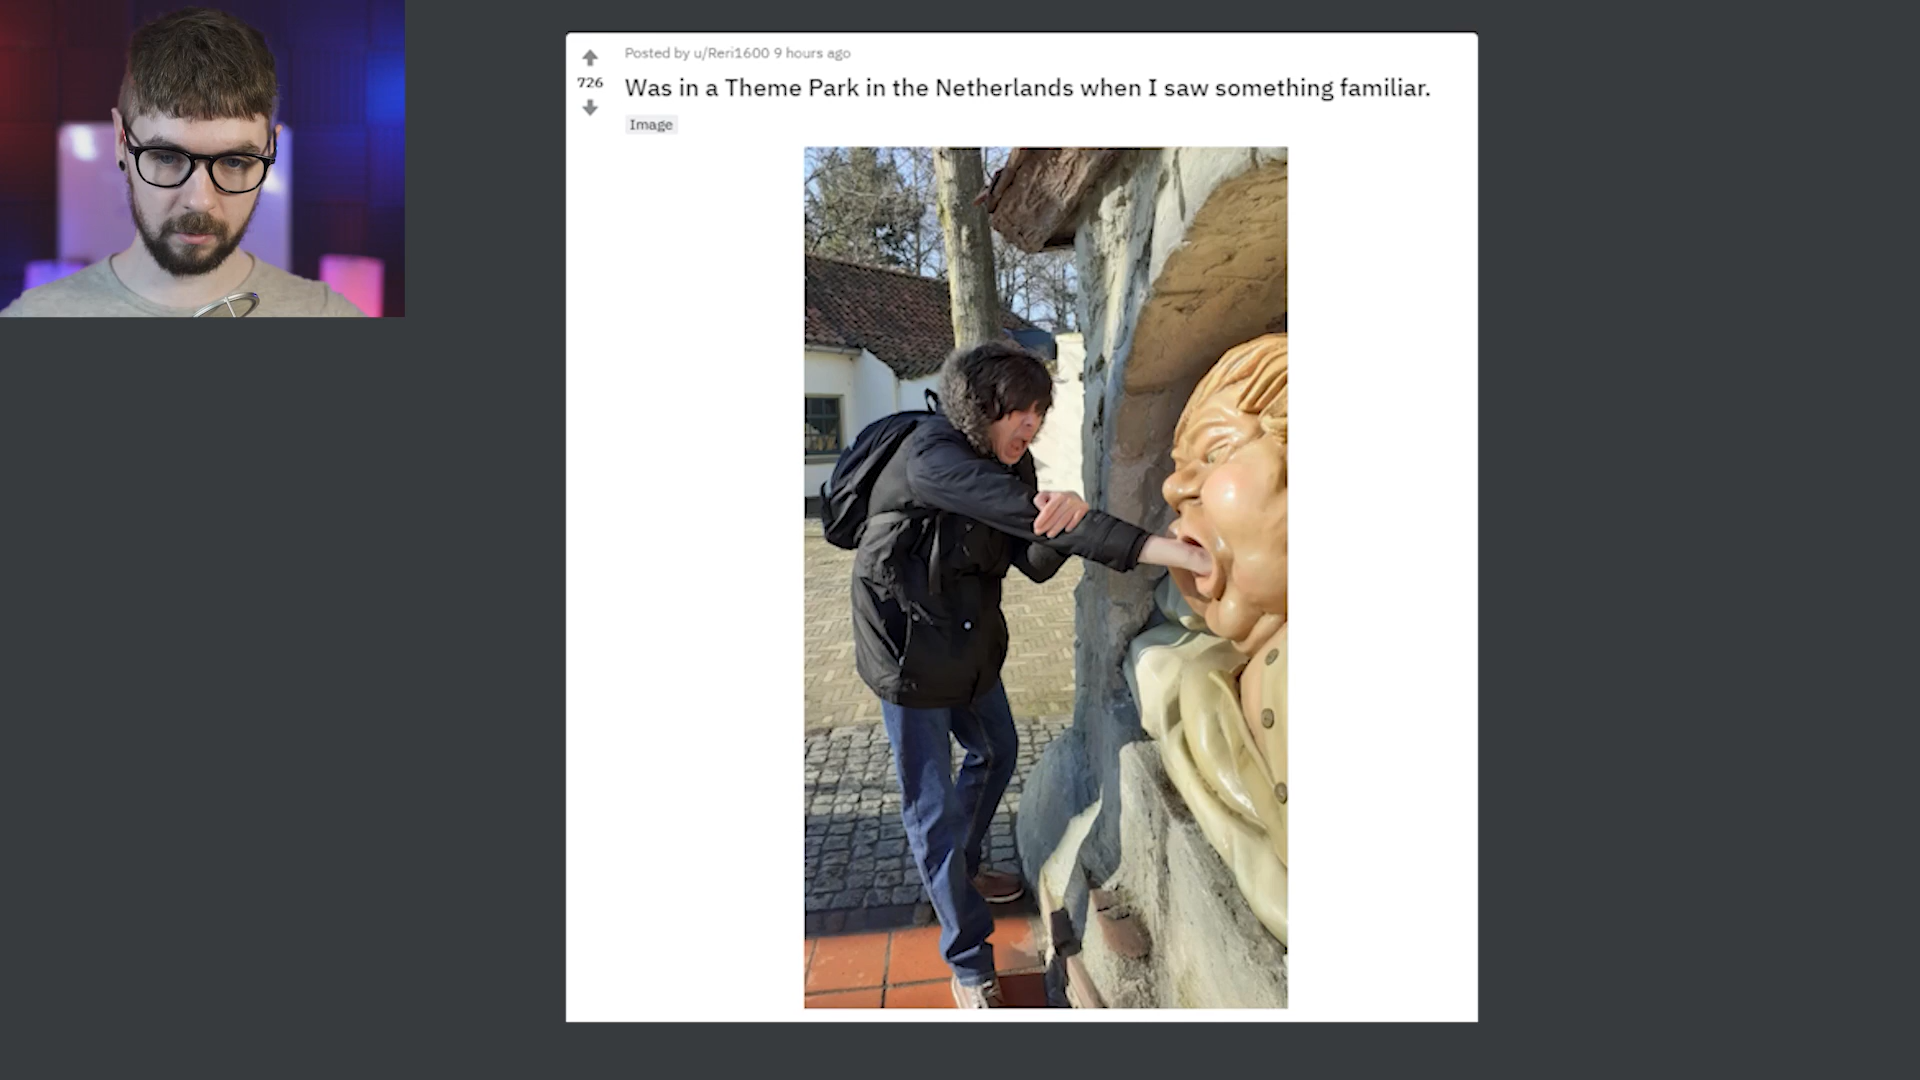 Posted by u/Reri1600 9 hours ago
726
Was in a Theme Park in the Netherlands when I saw something familiar.
Image